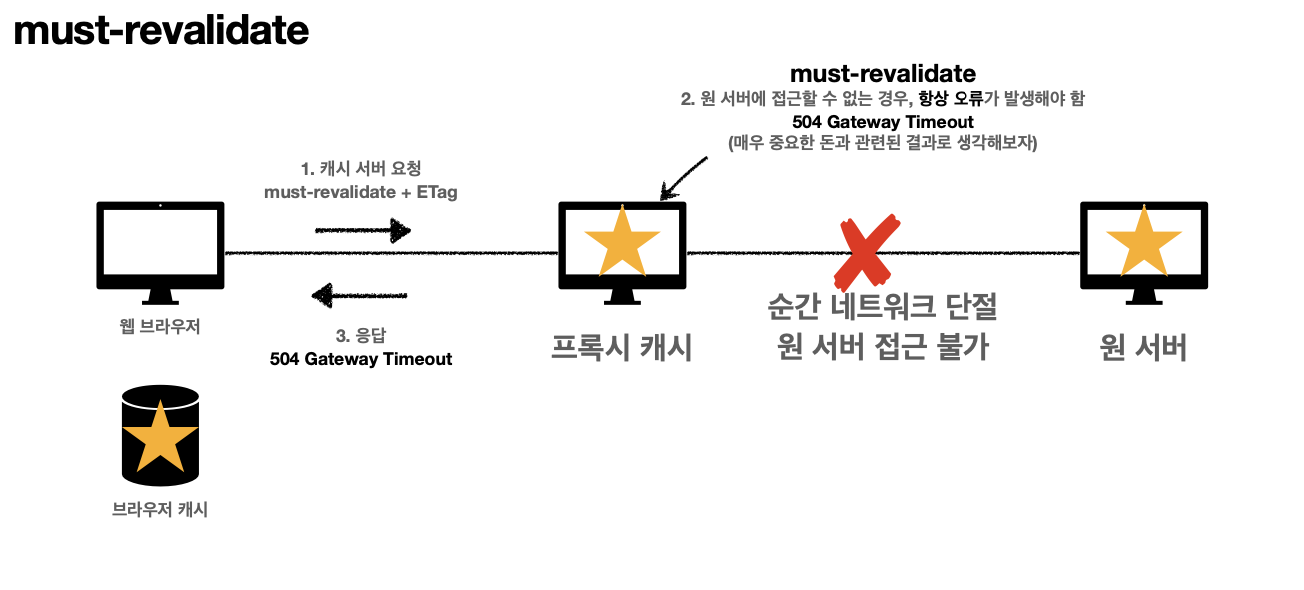 must-revalidate
must-revalidate
2. 원 서버에 접근할 수 없는 경우, 항상 오류가 발생해야 함
504 Gateway Timeout
(매우 중요한 돈과 관련된 결과로 생각해보자)
1. 캐시 서버 요청
must-revalidate + ETag
웹 브라우저
3. 응답
504 Gateway Timeout
프록시 캐시
순간 네트워크 단절
원 서버 접근 불가
원 서버
브라우저 캐시